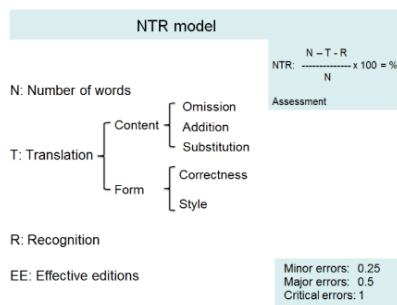 NTR model
N – T - R
NTR: -------------- x 100 = %
N
Assessment
N: Number of words
Omission
Content
Addition
Substitution
T: Translation
Correctness
Form
Style
R: Recognition
EE: Effective editions
Minor errors: 0.25
Major errors: 0.5
Critical errors: 1